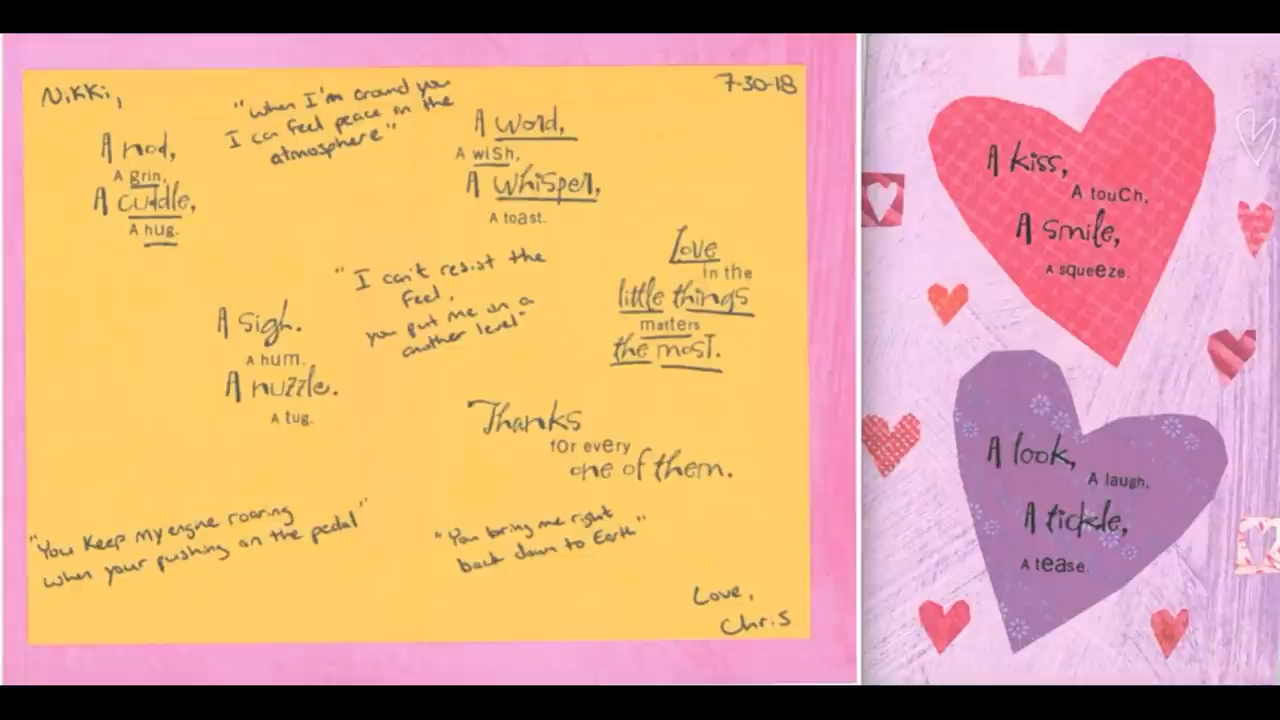 Nikki,
7-30-18
A nod,
A grin,
A cuddle,
A hug.
"When I'm around you
I can feel peace in the
atmosphere"
A word,
A wish,
A whisper,
A toast.
"I can't resist the
feel,
you put me on a
another level"
Love
in the
little things
matters
the most.
A sigh.
A hum.
A nuzzle.
A tug.
Thanks
for every
one of them.
"You Keep my engine roaring
when your pushing on the pedal"
"You bring me right
back down to Earth"
Love,
Chris
A kiss,
A touch,
A smile,
A squeeze.
A look,
A laugh.
A tickle,
A tease.